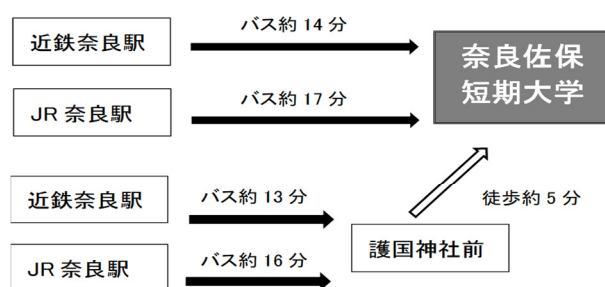 近鉄奈良駅
バス約 14 分
奈良佐保
短期大学
JR 奈良駅
バス約 17 分
近鉄奈良駅
バス約 13 分
徒歩約 5 分
護国神社前
JR 奈良駅
バス約 16 分